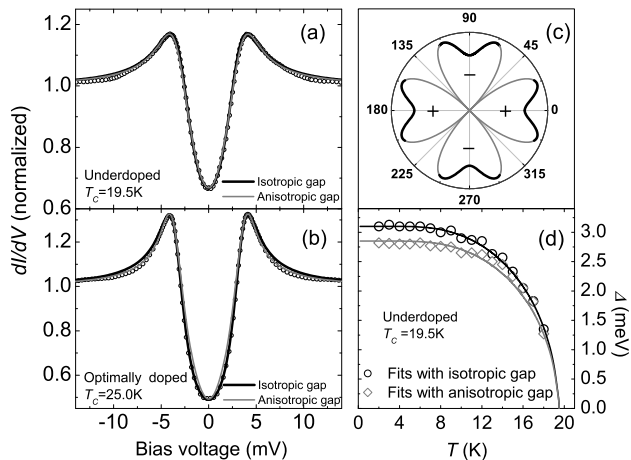 (a)
1.2
1.0
0.8
0.6
Underdoped
TC=19.5K
Isotropic gap
Anisotropic gap
dI/dV (normalized)
(b)
1.2
1.0
0.8
0.6
Optimally doped
TC=25.0K
Isotropic gap
Anisotropic gap
-10 -5 0 5 10
Bias voltage (mV)
(c)
90
135 45
180 + − + 0
−
225 315
270
(d)
3.0
2.5
2.0
1.5
1.0
0.5
0.0
Δ (meV)
Underdoped
TC=19.5K
Fits with isotropic gap
Fits with anisotropic gap
0 4 8 12 16 20
T (K)